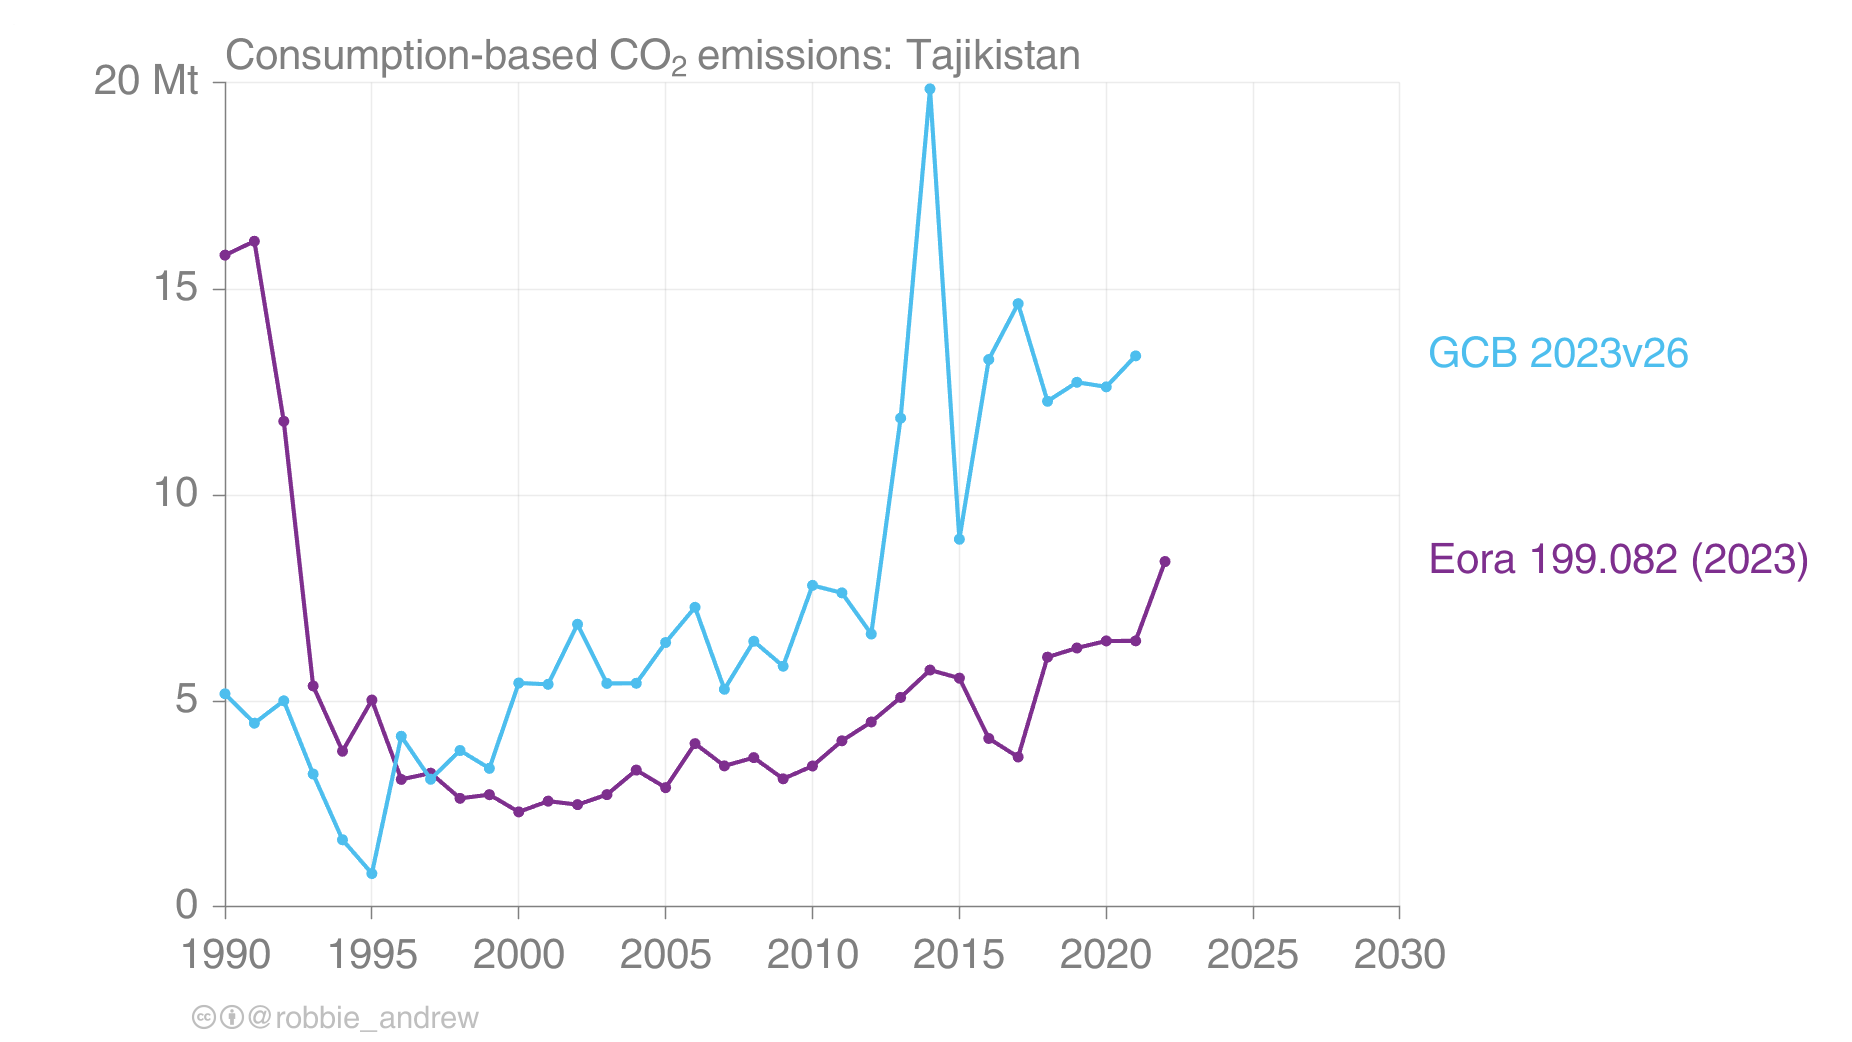 Consumption-based CO₂ emissions: Tajikistan
20 Mt
15
10
5
0
1990 1995 2000 2005 2010 2015 2020 2025 2030
GCB 2023v26
Eora 199.082 (2023)
@robbie_andrew